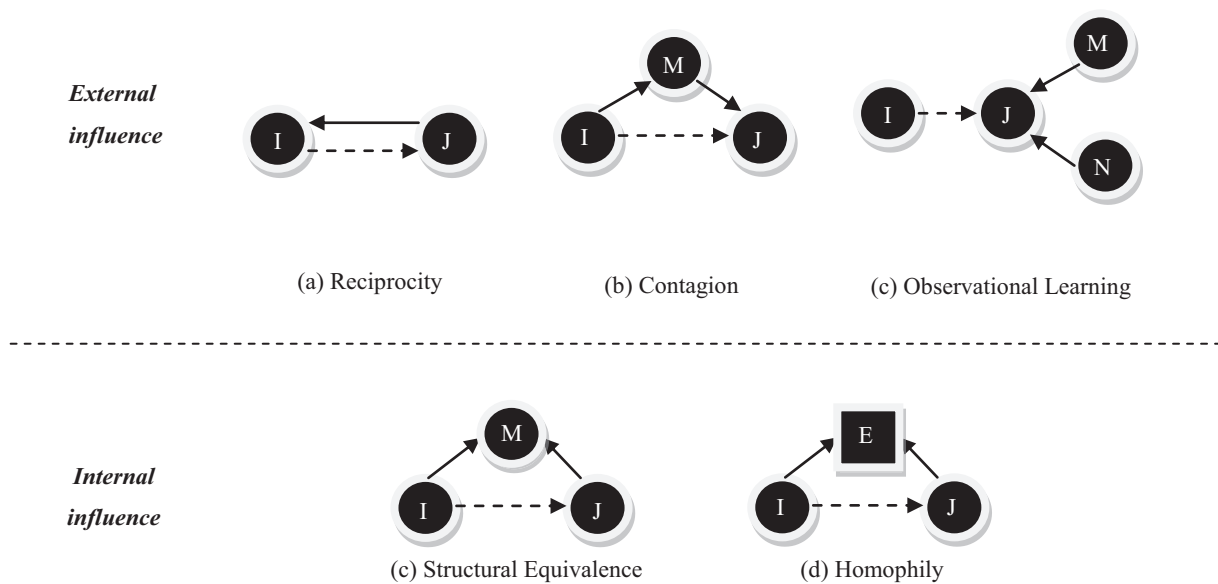 External
influence
I
J
M
I
J
M
I
J
N
(a) Reciprocity
(b) Contagion
(c) Observational Learning
Internal
influence
M
I
J
E
I
J
(c) Structural Equivalence
(d) Homophily